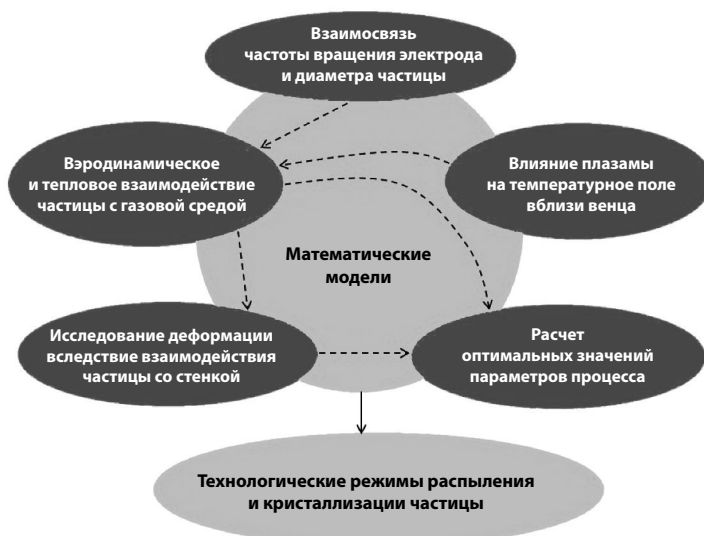 Взаимосвязь
частоты вращения электрода
и диаметра частицы
Вэродинамическое
и тепловое взаимодействие
частицы с газовой средой
Влияние плазамы
на температурное поле
вблизи венца
Математические
модели
Исследование деформации
вследствие взаимодействия
частицы со стенкой
Расчет
оптимальных значений
параметров процесса
Технологические режимы распыления
и кристаллизации частицы